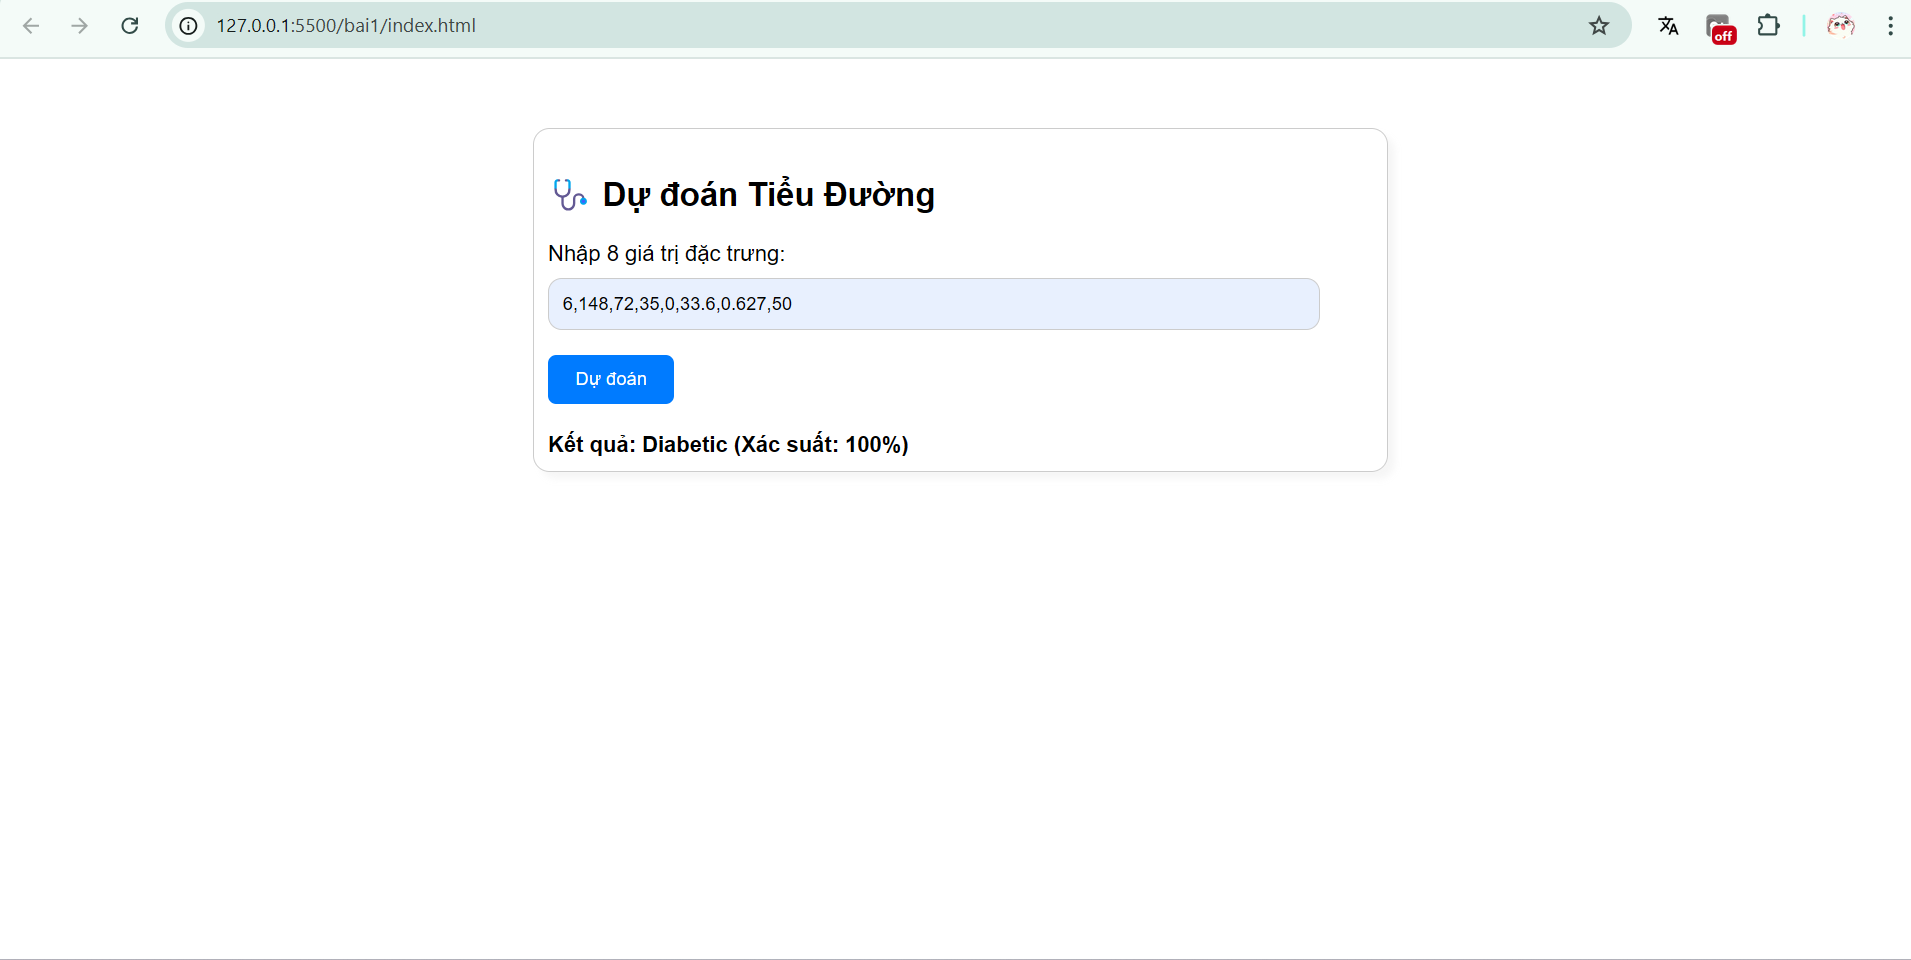 127.0.0.1:5500/bai1/index.html
off
Dự đoán Tiểu Đường
Nhập 8 giá trị đặc trưng:
6,148,72,35,0,33.6,0.627,50
Dự đoán
Kết quả: Diabetic (Xác suất: 100%)